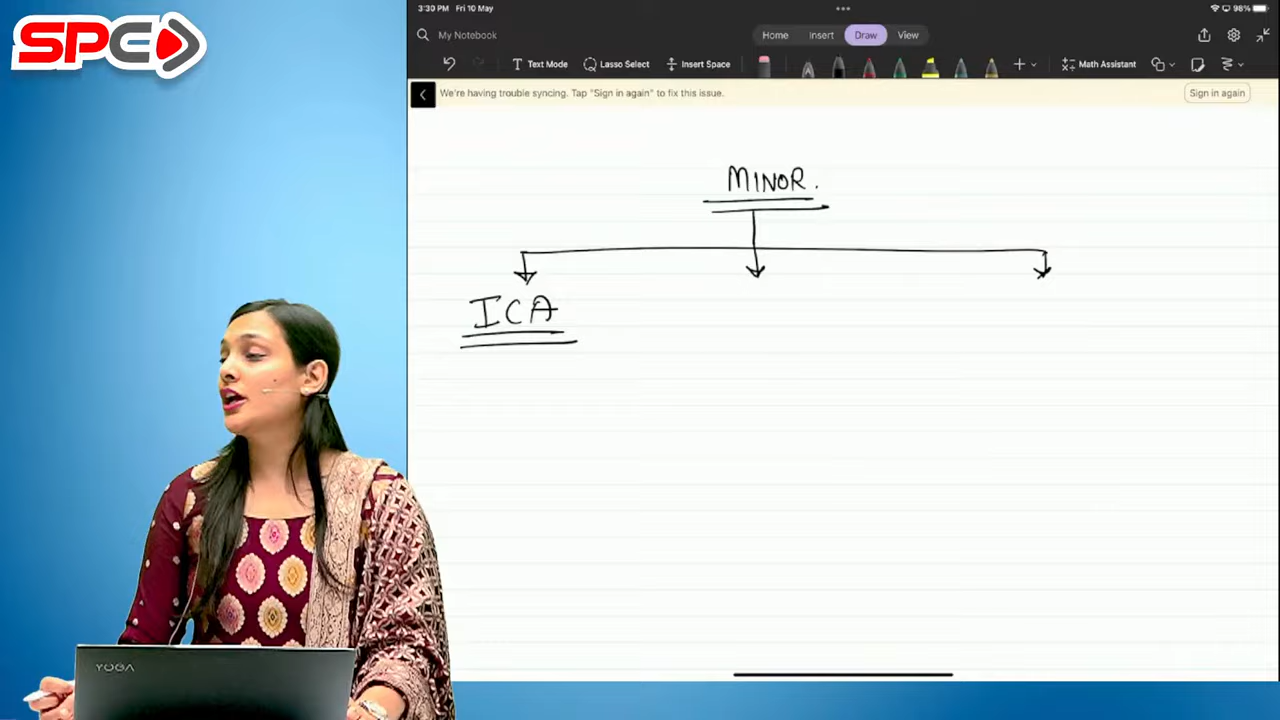 SPC
3:30 PM Fri 10 May
98%
My Notebook
Home Insert Draw View
Text Mode Lasso Select Insert Space Math Assistant
We're having trouble syncing. Tap "Sign in again" to fix this issue.
Sign in again
MINOR.
ICA
YOGA